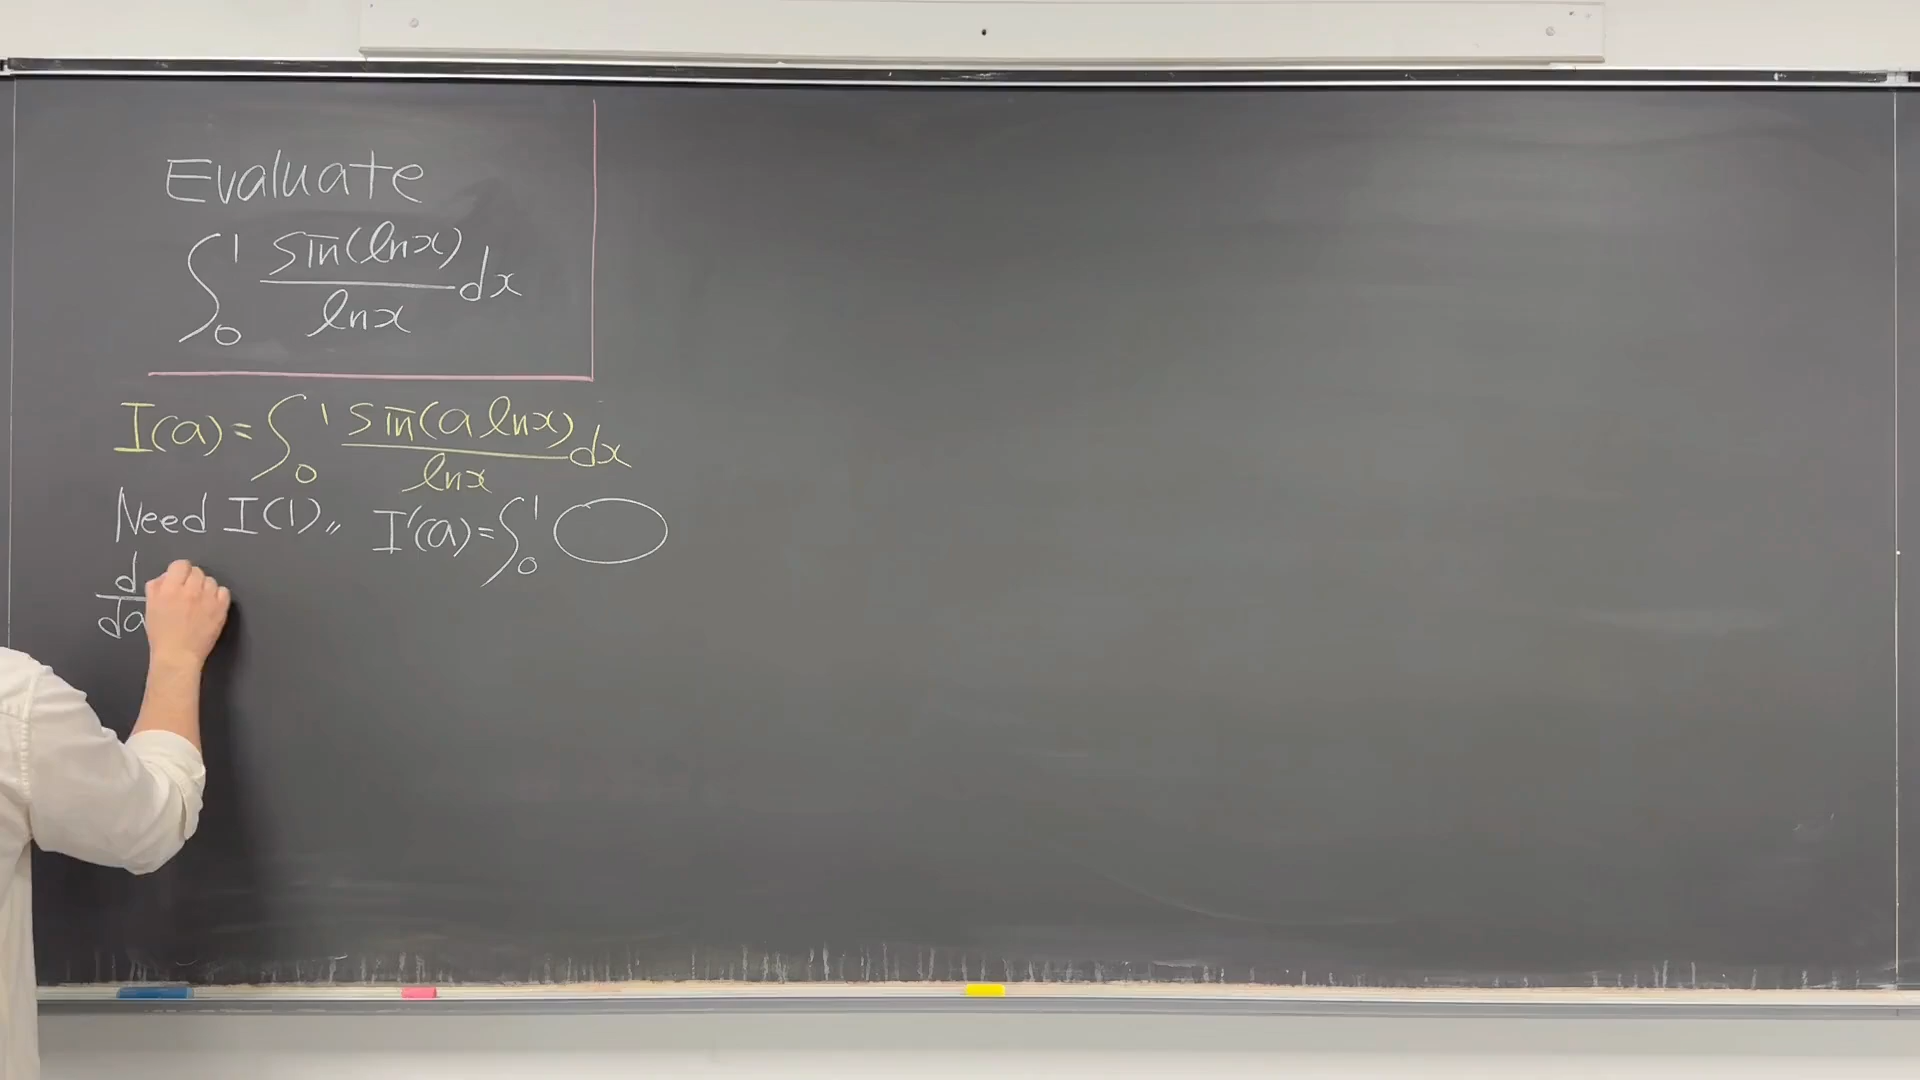 Evaluate
∫₀¹ sin(lnx)/lnx dx
I(a)=∫₀¹ sin(a lnx)/lnx dx
Need I(1)〃 I'(a)=∫₀¹
d/da